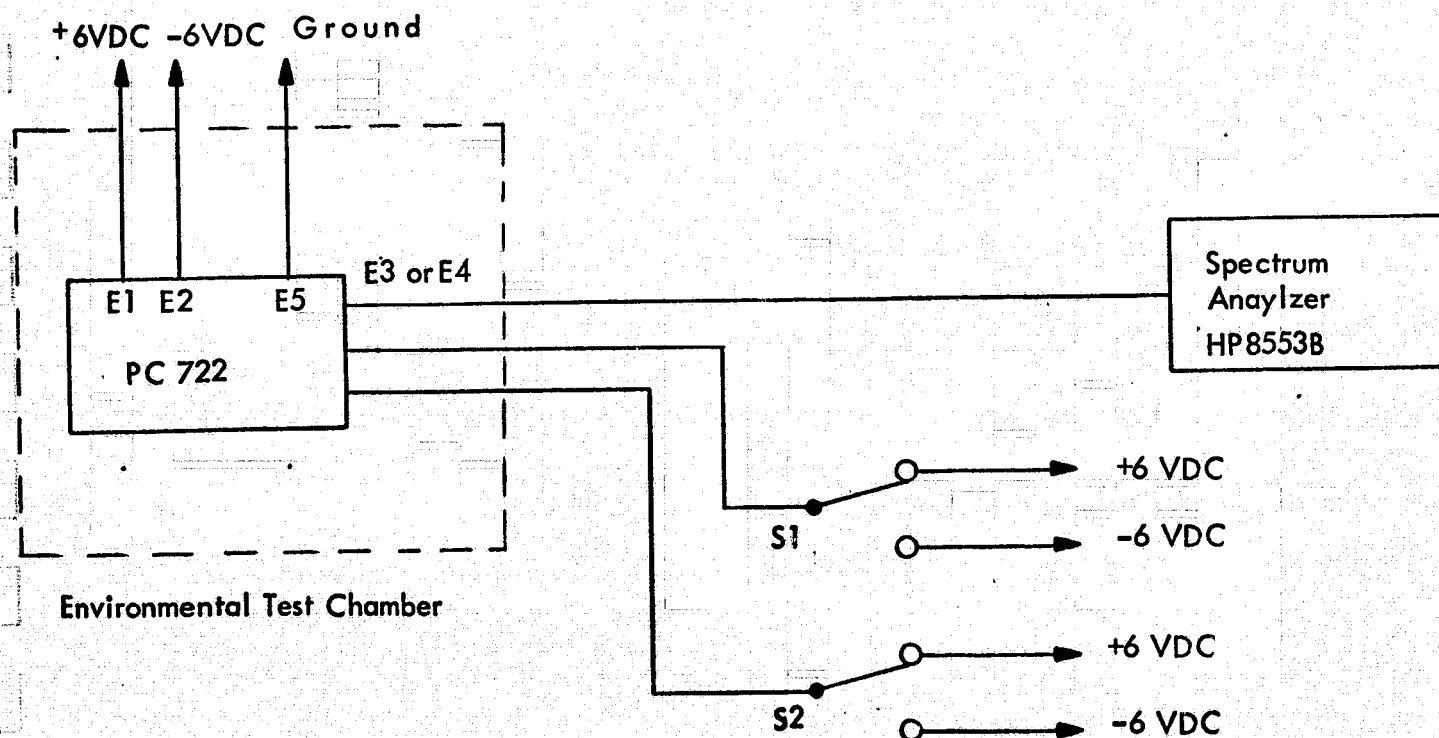 +6VDC -6VDC Ground
E3 or E4
E1 E2 E5
PC 722
Spectrum
Anaylzer
HP8553B
+6 VDC
S1
-6 VDC
Environmental Test Chamber
+6 VDC
S2
-6 VDC